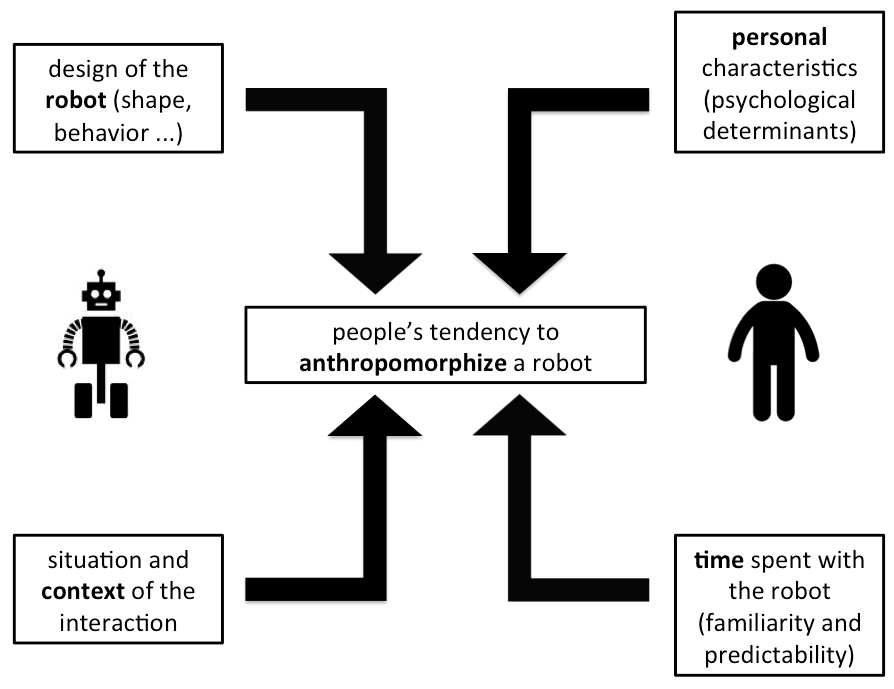 design of the
robot (shape,
behavior ...)
personal
characteristics
(psychological
determinants)
people’s tendency to
anthropomorphize a robot
situation and
context of the
interaction
time spent with
the robot
(familiarity and
predictability)